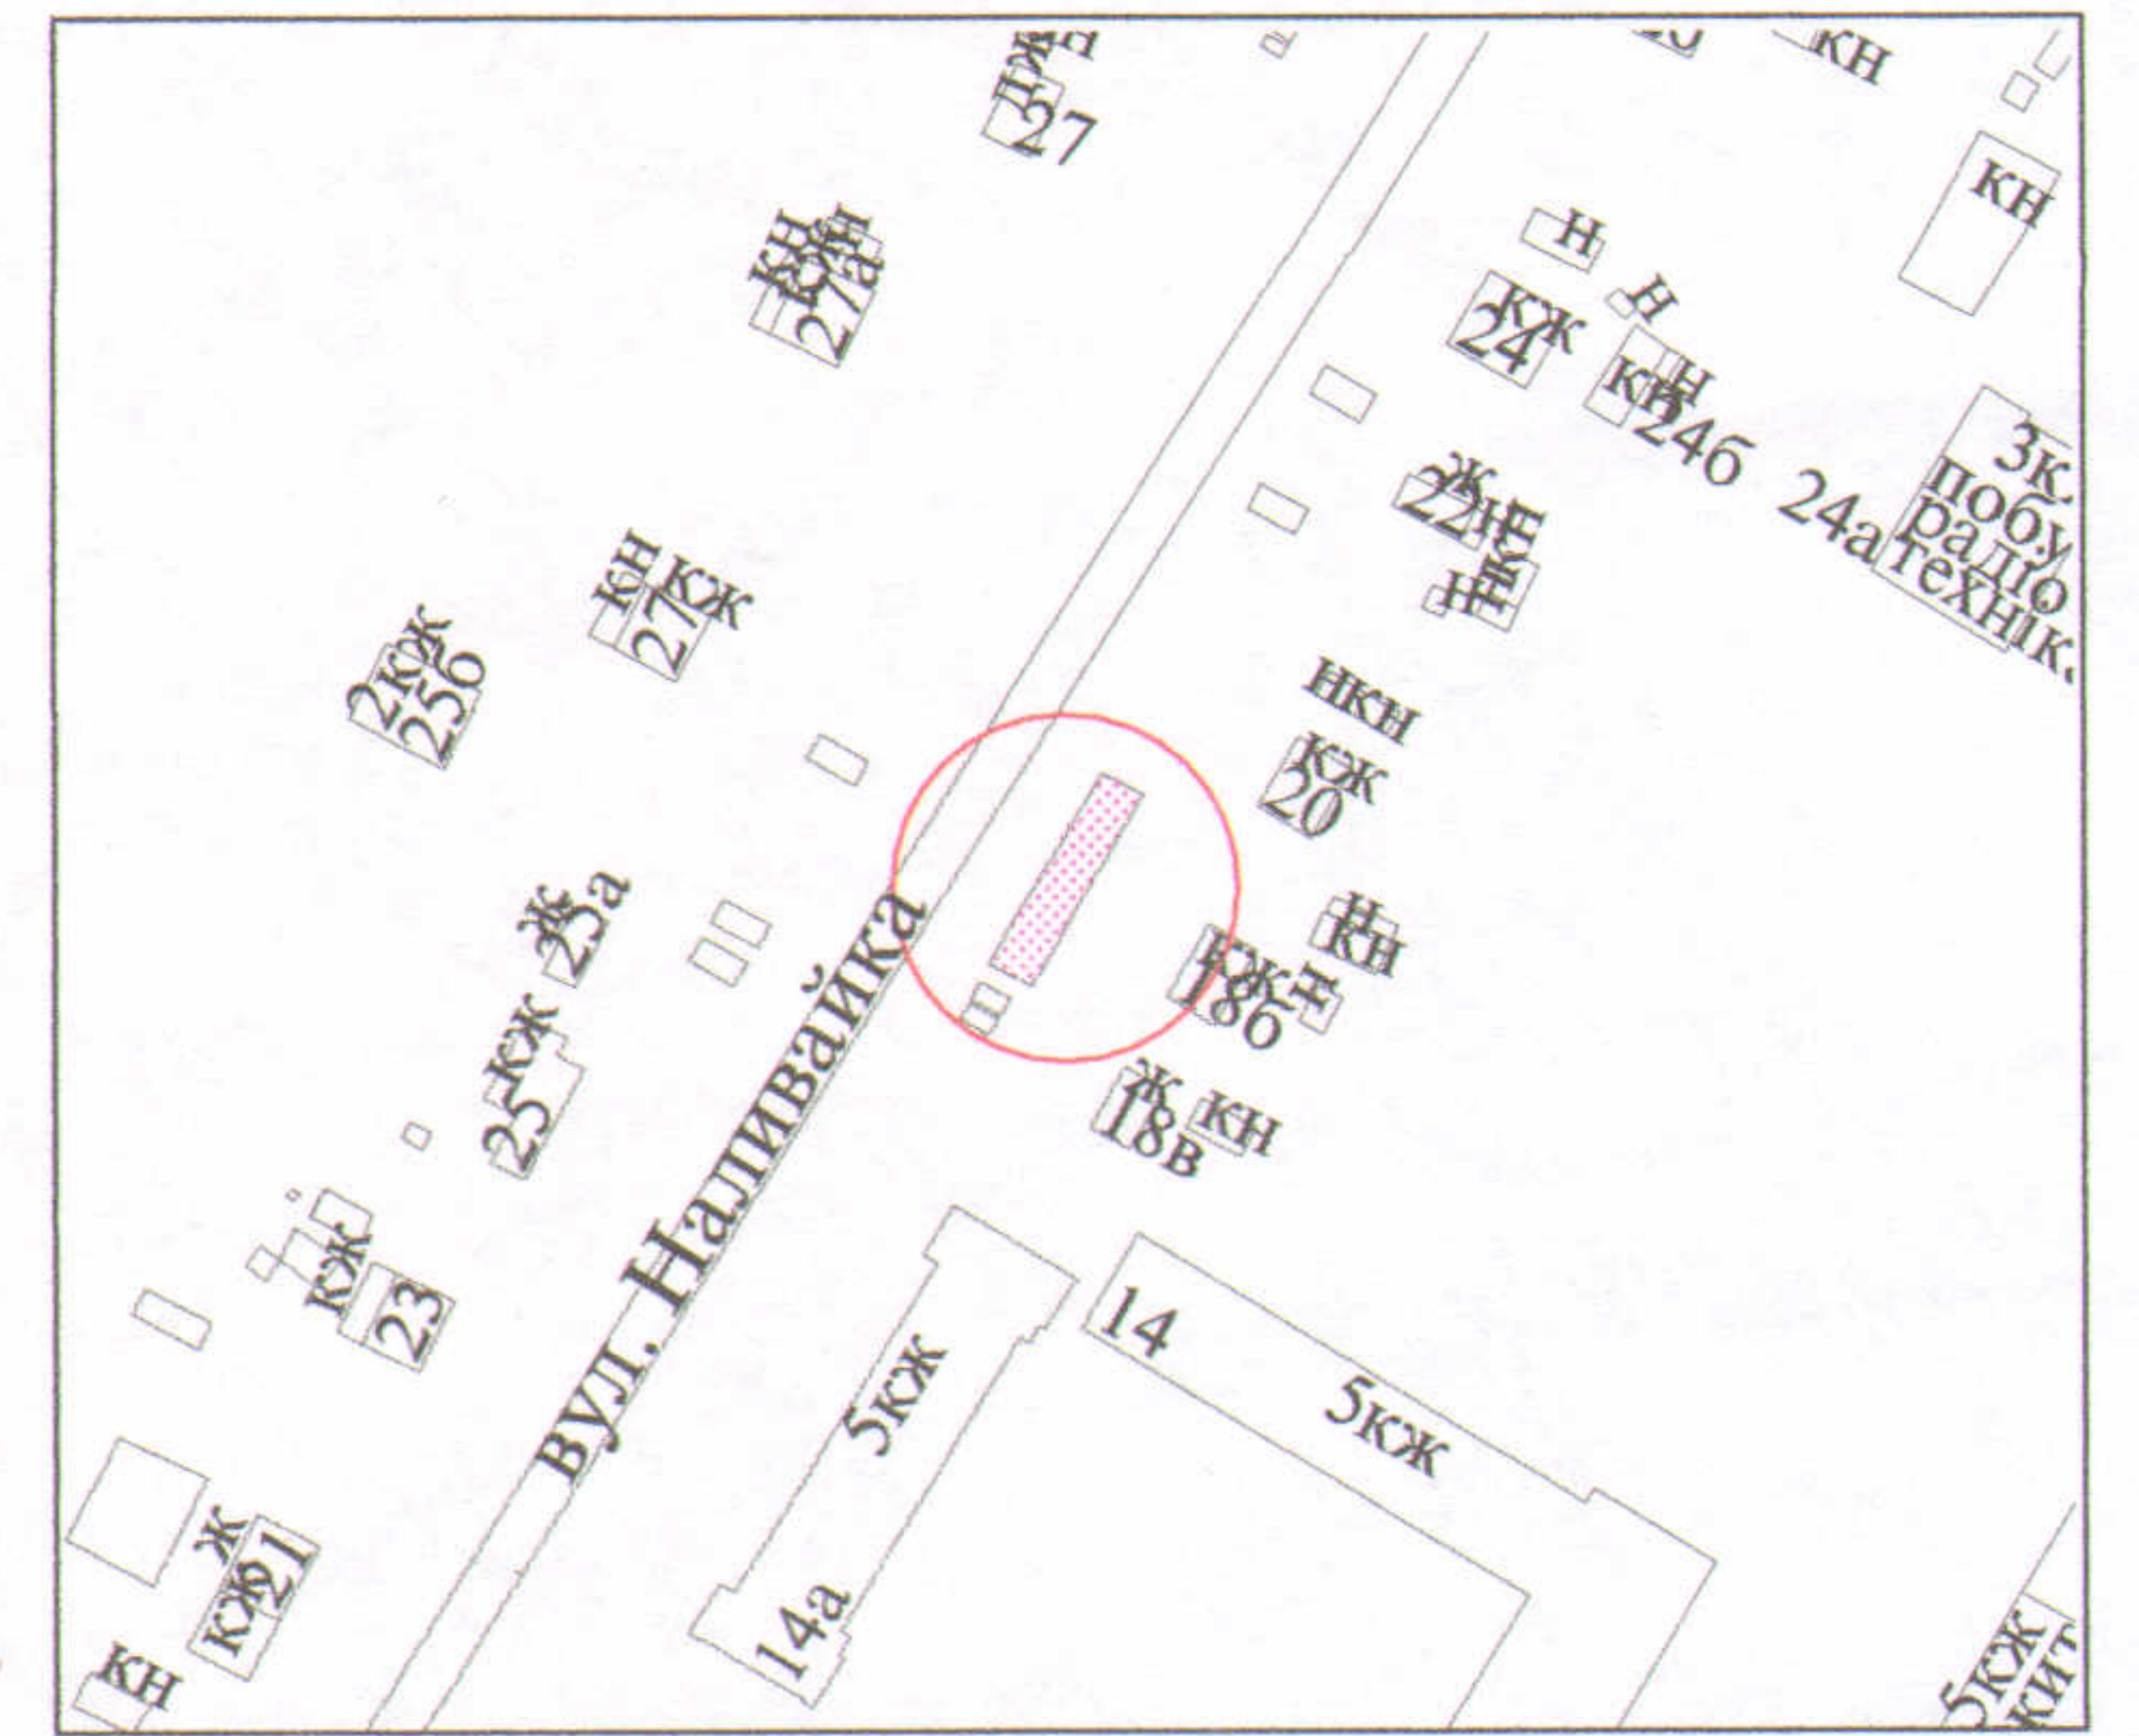 27
КН
КН
КН
27а
Н
Н
КЖ
24
КН
Н
24б
24а
3к.
побу
радіо
технік.
Ж
22
Н
КН
КЖ
27
2кж
25б
НКН
КЖ
20
Ж
25а
Н
КН
КЖ
18б
Н
КЖ
25
Ж
18в
КН
вул. Наливайка
КЖ
23
14
5кж
5кж
14а
Ж
КЖ
21
КН
5кж
кит